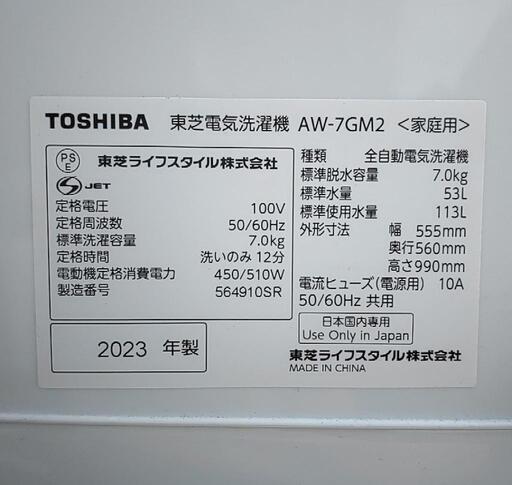 TOSHIBA 東芝電気洗濯機 AW-7GM2 <家庭用>
PS
E
東芝ライフスタイル株式会社
S JET
定格電圧 100V
定格周波数 50/60Hz
標準洗濯容量 7.0kg
定格時間 洗いのみ 12分
電動機定格消費電力 450/510W
製造番号 564910SR
2023 年製
種類 全自動電気洗濯機
標準脱水容量 7.0kg
標準水量 53L
標準使用水量 113L
外形寸法 幅 555mm
奥行560mm
高さ990mm
電流ヒューズ(電源用) 10A
50/60Hz 共用
日本国内専用
Use Only in Japan
東芝ライフスタイル株式会社
MADE IN CHINA